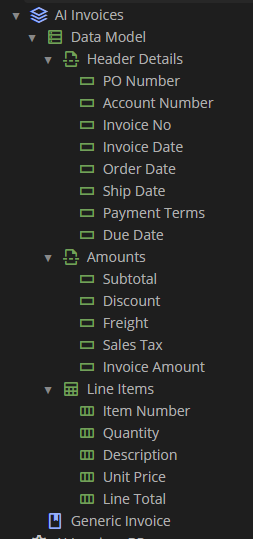 AI Invoices
Data Model
Header Details
PO Number
Account Number
Invoice No
Invoice Date
Order Date
Ship Date
Payment Terms
Due Date
Amounts
Subtotal
Discount
Freight
Sales Tax
Invoice Amount
Line Items
Item Number
Quantity
Description
Unit Price
Line Total
Generic Invoice